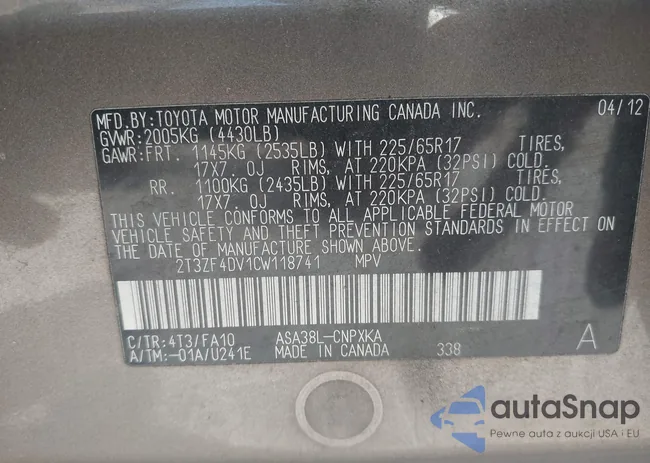 MFD.BY:TOYOTA MOTOR MANUFACTURING CANADA INC. 04/12
GVWR:2005KG (4430LB)
GAWR:FRT. 1145KG (2535LB) WITH 225/65R17 TIRES,
17X7.0J RIMS, AT 220KPA (32PSI) COLD.
RR. 1100KG (2435LB) WITH 225/65R17 TIRES,
17X7.0J RIMS, AT 220KPA (32PSI) COLD.
THIS VEHICLE CONFORMS TO ALL APPLICABLE FEDERAL MOTOR
VEHICLE SAFETY AND THEFT PREVENTION STANDARDS IN EFFECT ON
THE DATE OF MANUFACTURE SHOWN ABOVE.
2T3ZF4DV1CW118741 MPV
C/TR:4T3/FA10 ASA38L-CNPXKA A
A/TM:-01A/U241E MADE IN CANADA 338
autoSnap
Pewne auta z aukcji USA i EU